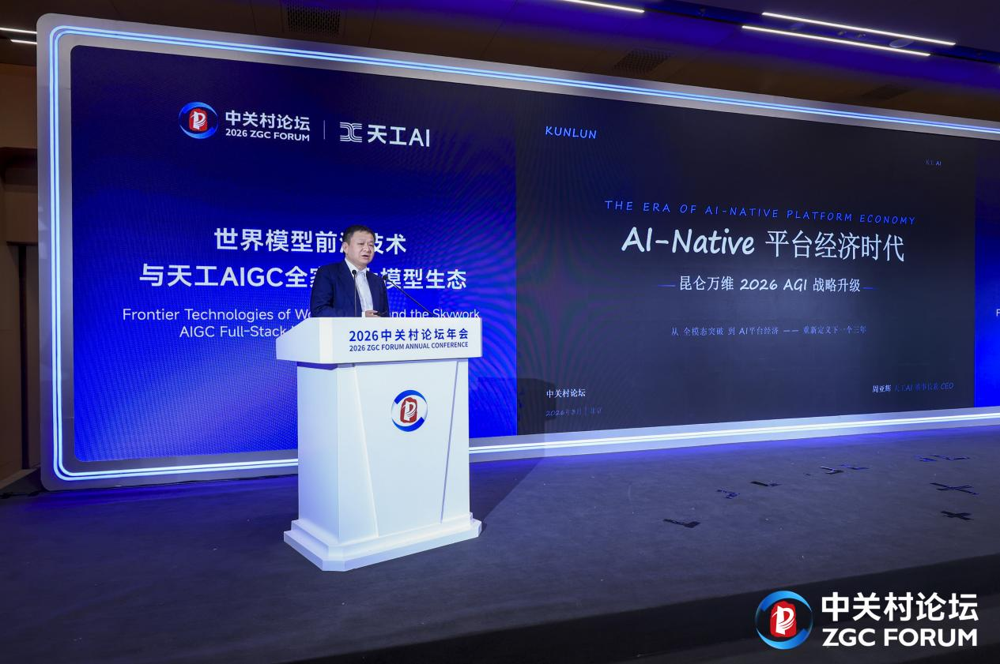 中关村论坛
2026 ZGC FORUM
天工AI
世界模型前 技术
与天工AIGC全 模型生态
Frontier Technologies of and the Skywork
AIGC Full-Stack
2026中关村论坛年会
2026 ZGC FORUM ANNUAL CONFERENCE
KUNLUN
THE ERA OF AI-NATIVE PLATFORM ECONOMY
AI-Native 平台经济时代
昆仑万维 2026 AGI 战略升级
从 全模态突破 到 AI平台经济 —— 重新定义下一个三年
中关村论坛
2026年3月 | 北京
周亚辉 天工AI 董事长兼 CEO
中关村论坛
ZGC FORUM